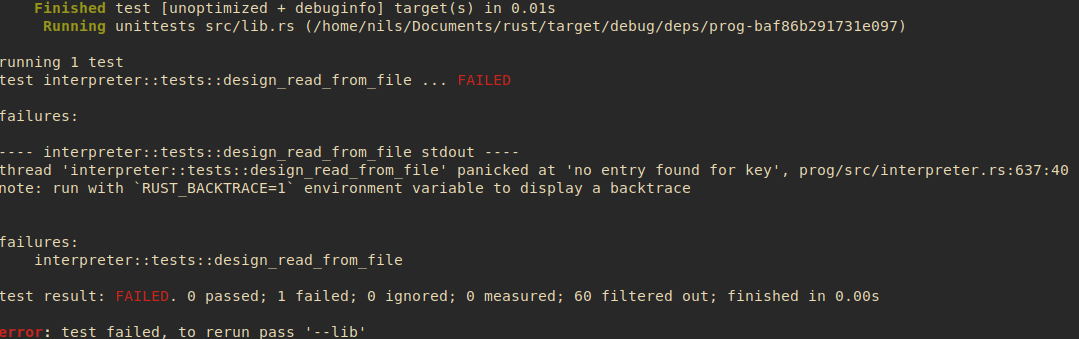 Finished test [unoptimized + debuginfo] target(s) in 0.01s
Running unittests src/lib.rs (/home/nils/Documents/rust/target/debug/deps/prog-baf86b291731e097)
running 1 test
test interpreter::tests::design_read_from_file ... FAILED
failures:
---- interpreter::tests::design_read_from_file stdout ----
thread 'interpreter::tests::design_read_from_file' panicked at 'no entry found for key', prog/src/interpreter.rs:637:40
note: run with `RUST_BACKTRACE=1` environment variable to display a backtrace
failures:
interpreter::tests::design_read_from_file
test result: FAILED. 0 passed; 1 failed; 0 ignored; 0 measured; 60 filtered out; finished in 0.00s
error: test failed, to rerun pass '--lib'